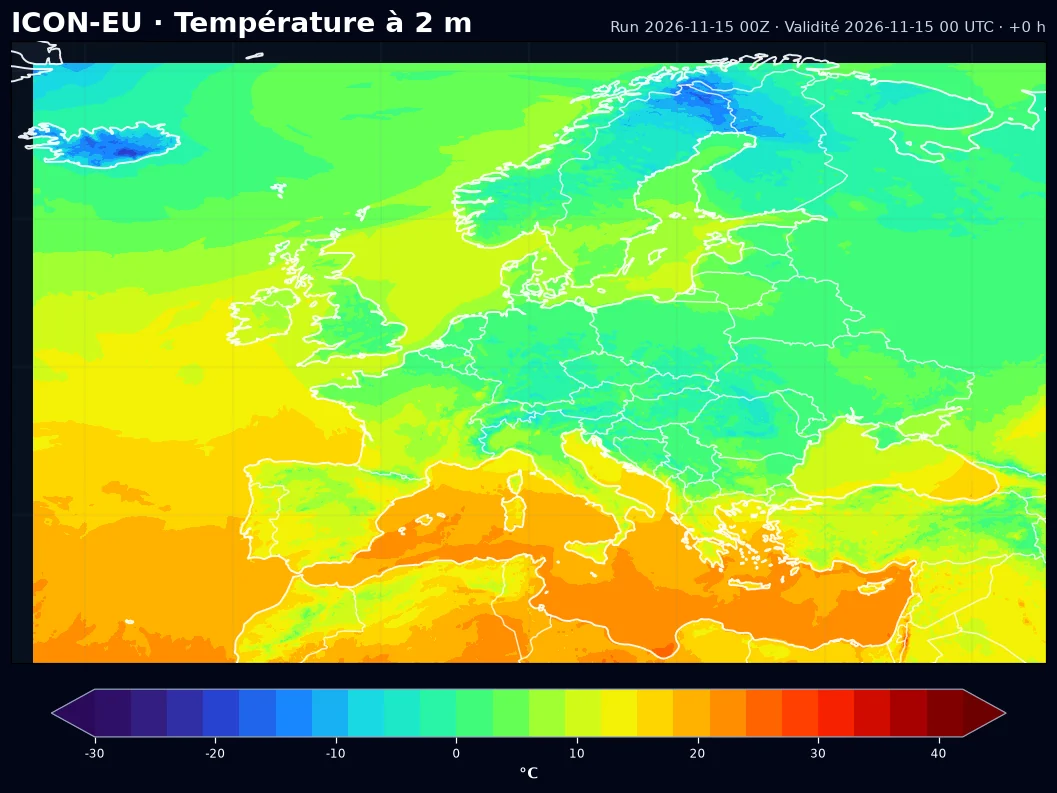 ICON-EU · Température à 2 m
Run 2026-11-15 00Z · Validité 2026-11-15 00 UTC · +0 h
-30 -20 -10 0 10 20 30 40
°C